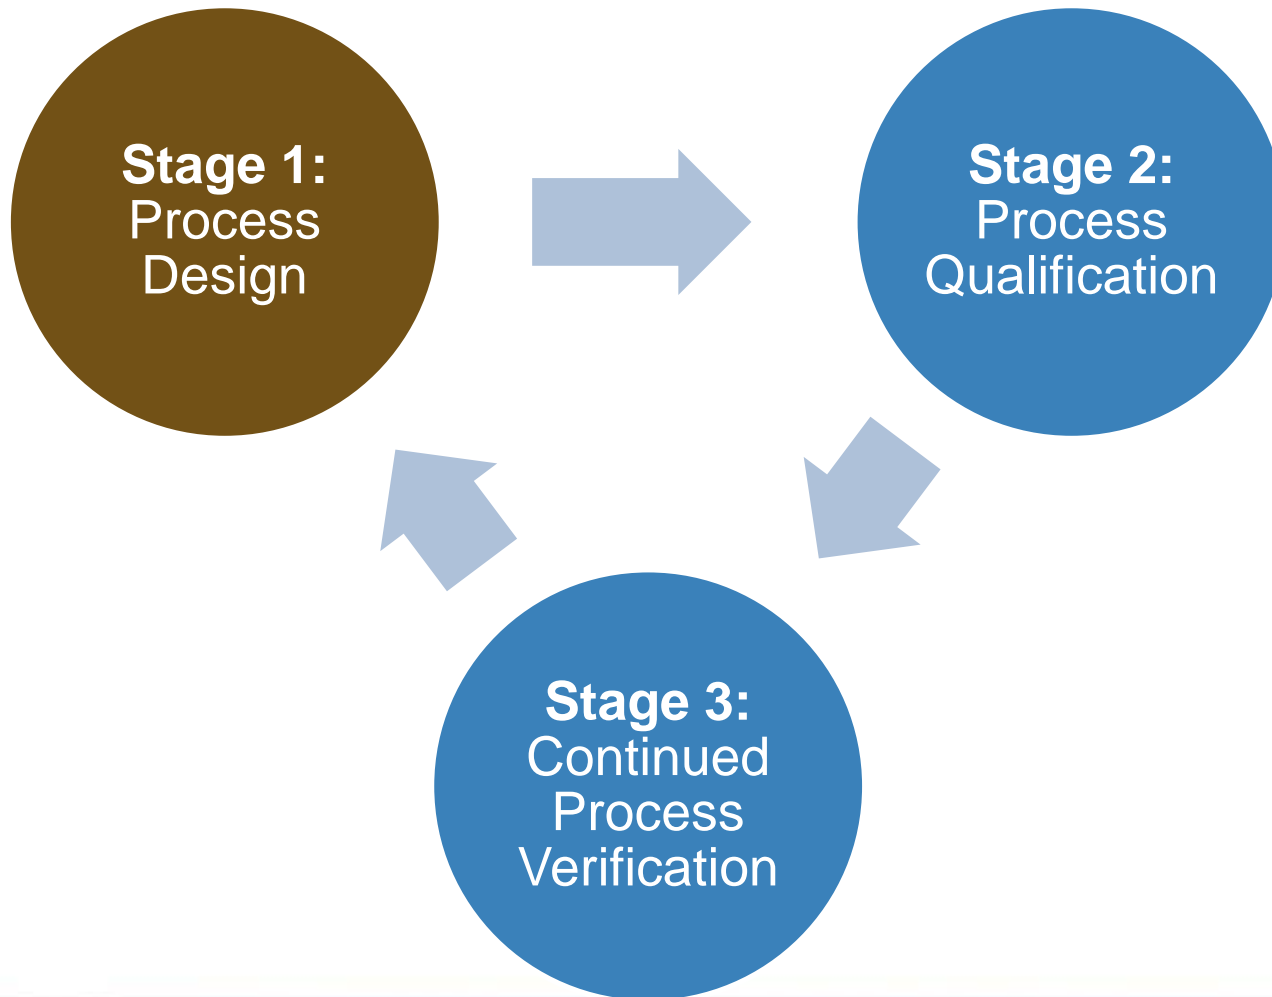 Stage 1:
Process
Design
Stage 2:
Process
Qualification
Stage 3:
Continued
Process
Verification